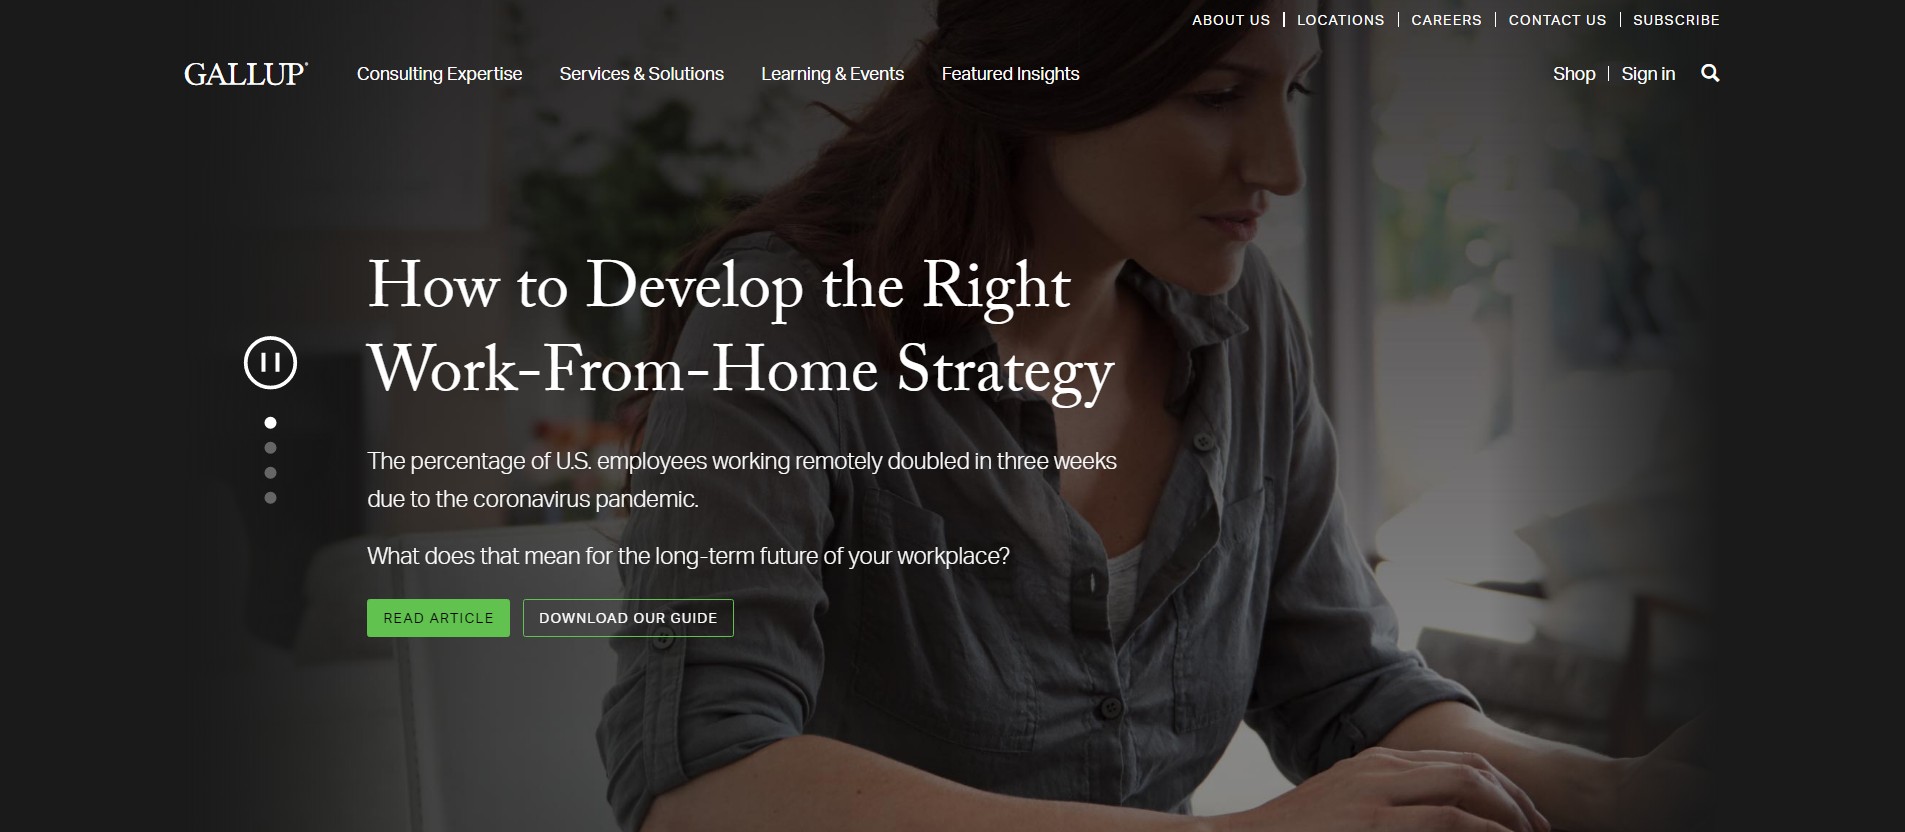 ABOUT US | LOCATIONS | CAREERS | CONTACT US | SUBSCRIBE
GALLUP® Consulting Expertise Services & Solutions Learning & Events Featured Insights Shop | Sign in
How to Develop the Right
Work-From-Home Strategy
The percentage of U.S. employees working remotely doubled in three weeks
due to the coronavirus pandemic.
What does that mean for the long-term future of your workplace?
READ ARTICLE DOWNLOAD OUR GUIDE